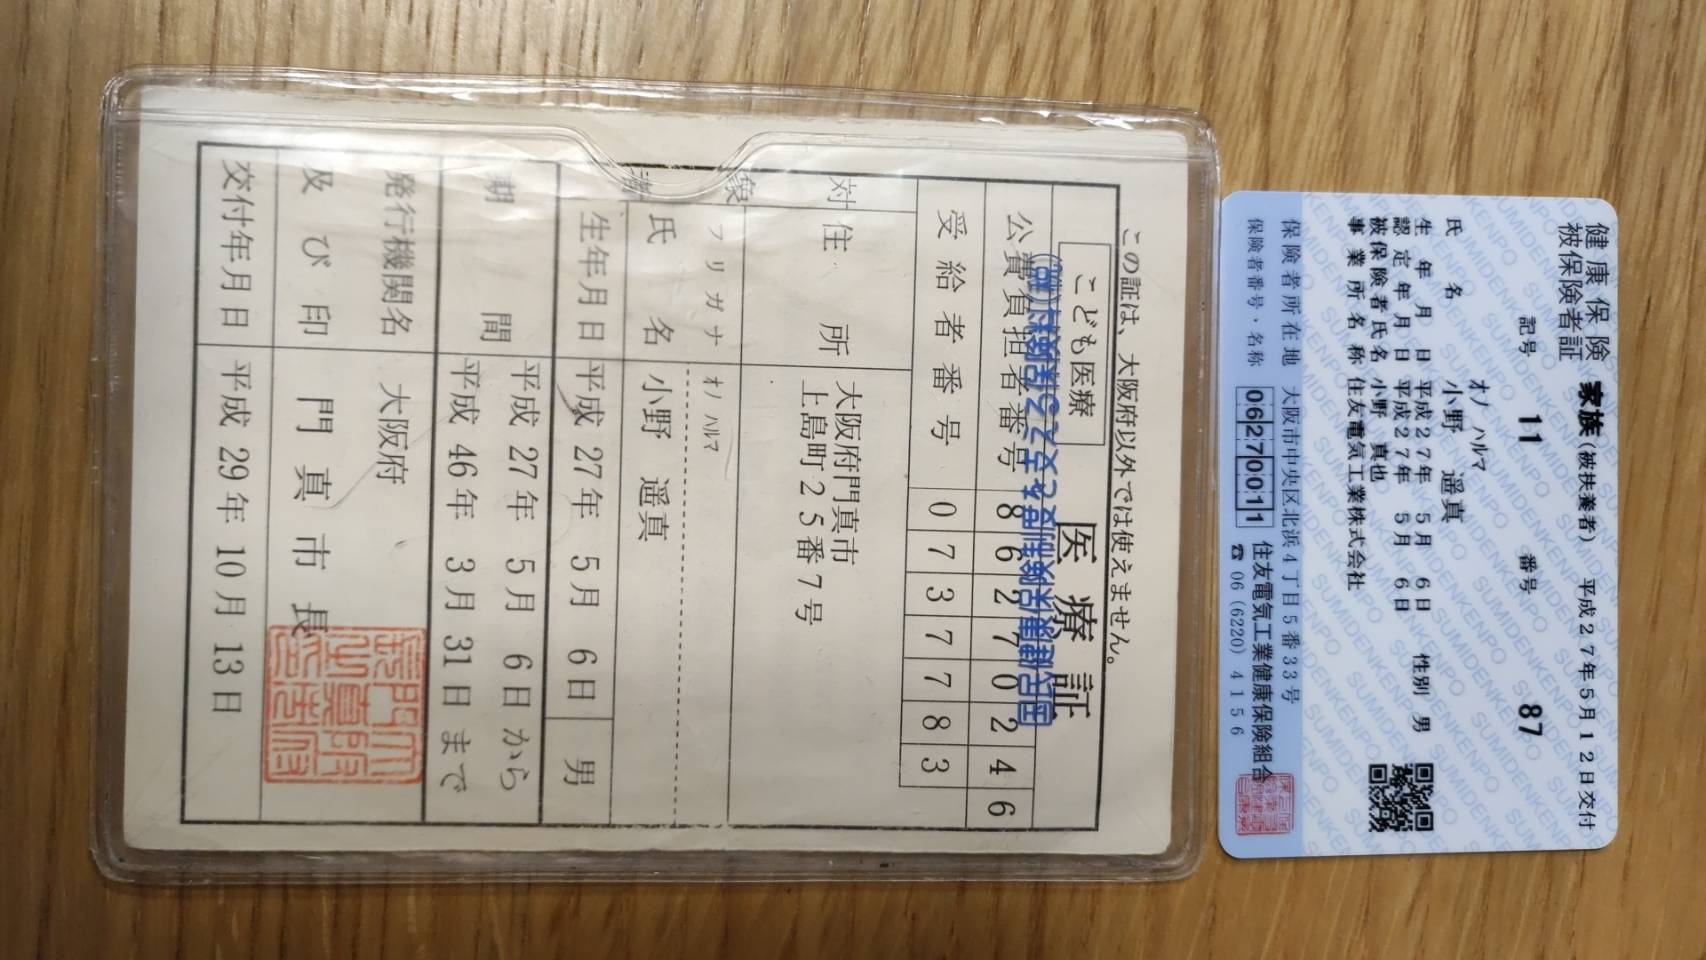 この証は、大阪府以外では使えません。
こども医療 医療証
公費負担者番号 8 6 2 7 0 2 4 6
国民健康保険制度を
受給者番号 0 7 3 7 7 8 3
対象者
住所 大阪府門真市
上島町25番7号
フリガナ オノ ハルマ
氏名 小野 遥真
生年月日 平成 27年 5月 6日 男
期間 平成 27年 5月 6日から
平成 46年 3月 31日まで
発行機関名 大阪府
及び印 門真市長
交付年月日 平成 29年 10月 13日
健康保険 被保険者証 家族(被扶養者) 平成27年5月12日交付
記号 11 番号 87
オノ ハルマ
氏名 小野 遥真
生年月日 平成27年 5月 6日 性別 男
認定年月日 平成27年 5月 6日
被保険者氏名 小野 真也
事業所名称 住友電気工業株式会社
保険者所在地 大阪市中央区北浜4丁目5番33号
保険者番号・名称 06270011 住友電気工業健康保険組合
☎ 06(6220)4156
SUMIDENKENPO